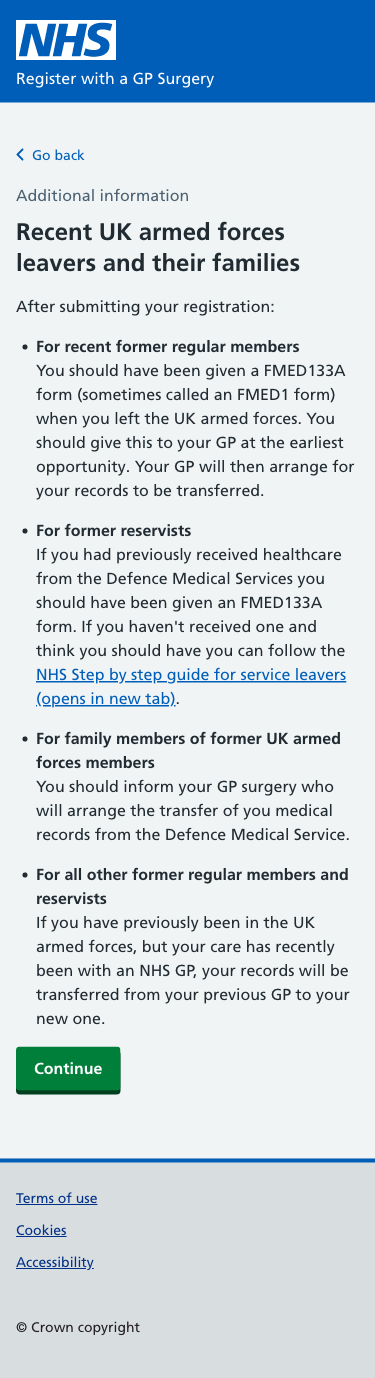 NHS
Register with a GP Surgery
Go back
Additional information
Recent UK armed forces
leavers and their families
After submitting your registration:
• For recent former regular members
You should have been given a FMED133A
form (sometimes called an FMED1 form)
when you left the UK armed forces. You
should give this to your GP at the earliest
opportunity. Your GP will then arrange for
your records to be transferred.
• For former reservists
If you had previously received healthcare
from the Defence Medical Services you
should have been given an FMED133A
form. If you haven't received one and
think you should have you can follow the
NHS Step by step guide for service leavers
(opens in new tab).
• For family members of former UK armed
forces members
You should inform your GP surgery who
will arrange the transfer of you medical
records from the Defence Medical Service.
• For all other former regular members and
reservists
If you have previously been in the UK
armed forces, but your care has recently
been with an NHS GP, your records will be
transferred from your previous GP to your
new one.
Continue
Terms of use
Cookies
Accessibility
© Crown copyright